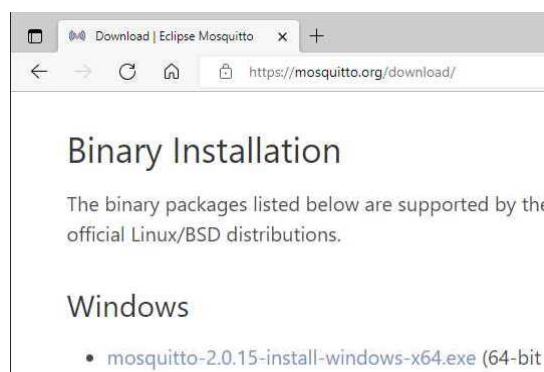 Download | Eclipse Mosquitto
https://mosquitto.org/download/
Binary Installation
The binary packages listed below are supported by the
official Linux/BSD distributions.
Windows
mosquitto-2.0.15-install-windows-x64.exe (64-bit